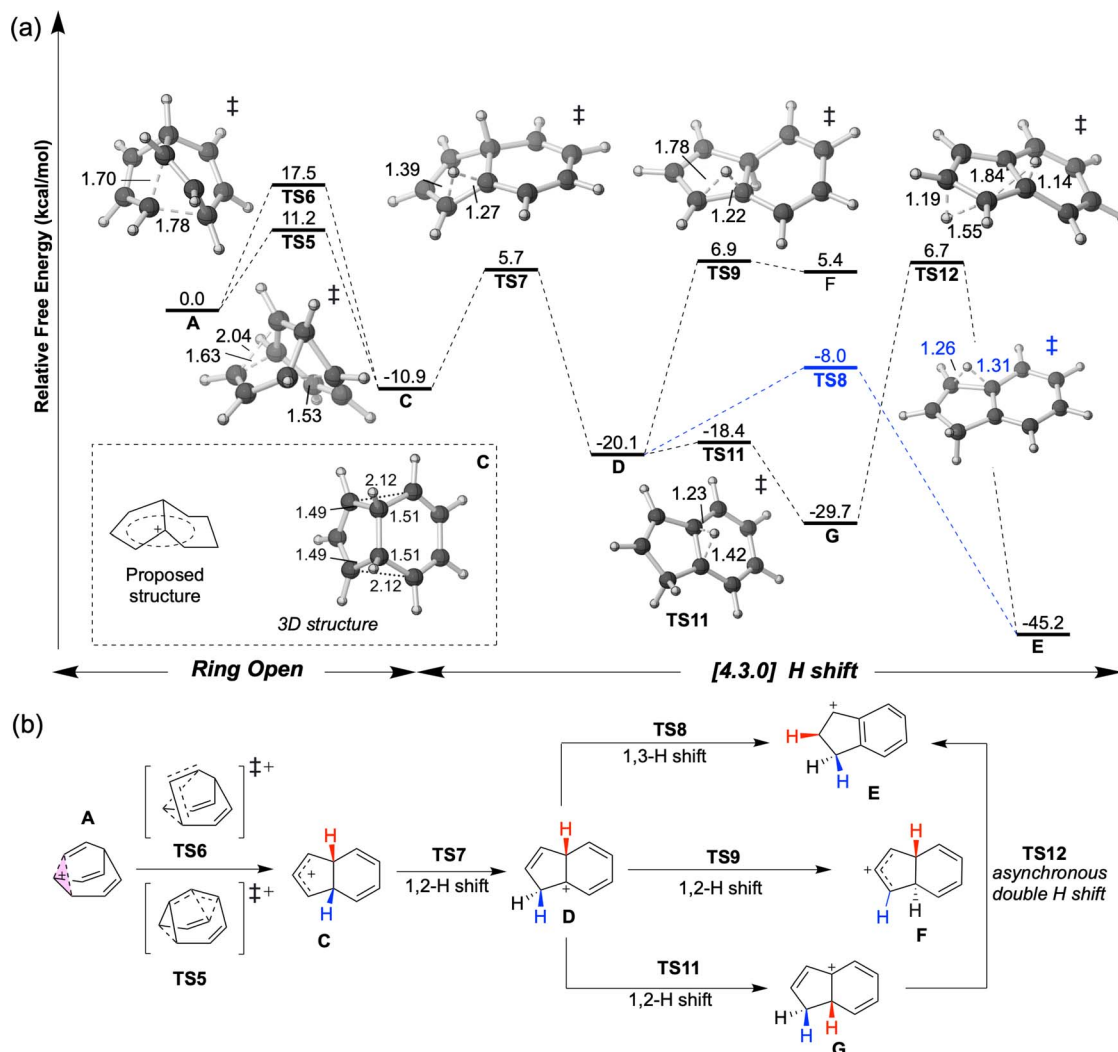 (a)
Relative Free Energy (kcal/mol)
‡
1.70
1.78
17.5
TS6
11.2
TS5
0.0
A
‡
2.04
1.63
1.53
-10.9
C
‡
1.39
1.27
5.7
TS7
‡
1.78
1.22
6.9
TS9
5.4
F
‡
1.84
1.14
1.19
1.55
6.7
TS12
-8.0
TS8
1.26
1.31
‡
-20.1
D
-18.4
TS11
1.23
‡
1.42
TS11
-29.7
G
-45.2
E
C
+
Proposed
structure
2.12
1.49
1.51
1.49
1.51
2.12
3D structure
Ring Open
[4.3.0] H shift
(b)
A
+
‡+
TS6
‡+
TS5
H
+
H
C
TS7
1,2-H shift
H
+
H
H
D
TS8
1,3-H shift
+
H
H
H
E
TS9
1,2-H shift
H
+
H
H
F
TS11
1,2-H shift
+
H
H
H
G
TS12
asynchronous
double H shift